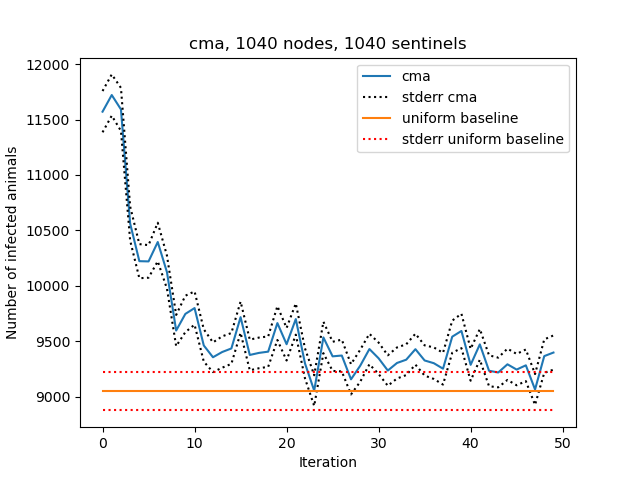 cma, 1040 nodes, 1040 sentinels
12000
11500
11000
10500
10000
9500
9000
Number of infected animals
cma
stderr cma
uniform baseline
stderr uniform baseline
0
10
20
30
40
50
Iteration